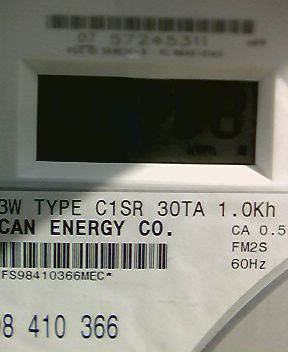 07 57245311
kWh
3W TYPE C1SR 30TA 1.0Kh
CAN ENERGY CO.
CA 0.5
FM2S
60Hz
FS98410366MEC*
98 410 366